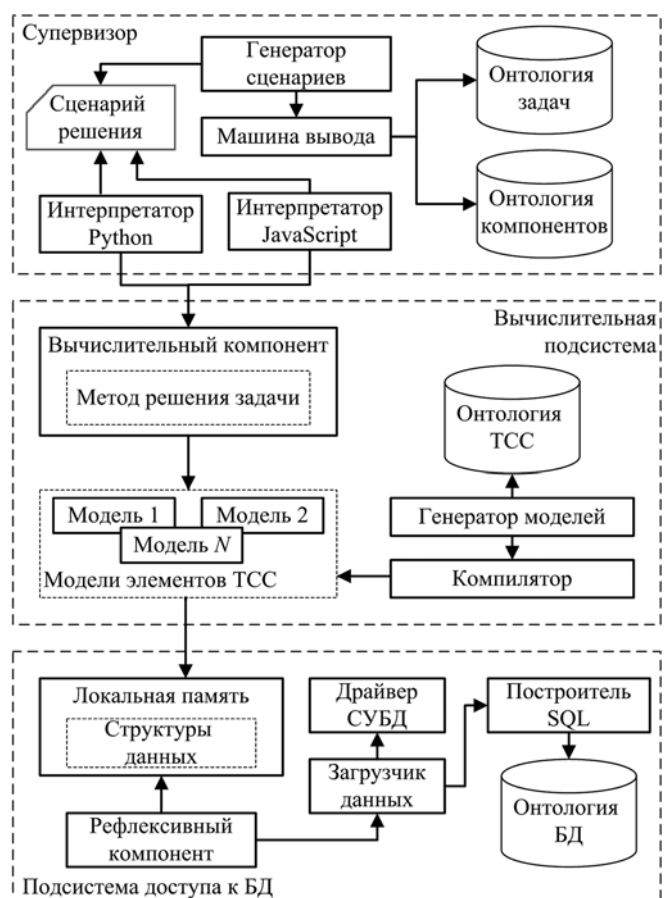 Супервизор
Генератор
сценариев
Онтология
задач
Сценарий
решения
Машина вывода
Онтология
компонентов
Интерпретатор
Python
Интерпретатор
JavaScript
Вычислительная
подсистема
Вычислительный компонент
Метод решения задачи
Онтология
ТСС
Модель 1
Модель 2
Модель N
Модели элементов ТСС
Генератор моделей
Компилятор
Локальная память
Структуры
данных
Драйвер
СУБД
Построитель
SQL
Загрузчик
данных
Онтология
БД
Рефлексивный
компонент
Подсистема доступа к БД